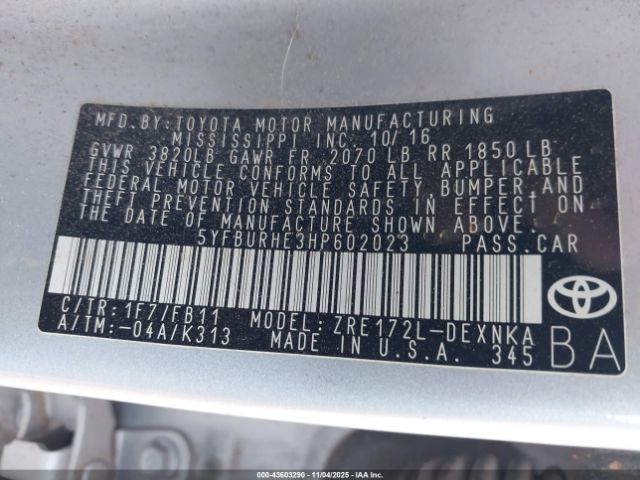 MFD. BY: TOYOTA MOTOR MANUFACTURING
MISSISSIPPI INC. 10/16
GVWR 3820LB GAWR FR 2070 LB RR 1850 LB
THIS VEHICLE CONFORMS TO ALL APPLICABLE
FEDERAL MOTOR VEHICLE SAFETY, BUMPER, AND
THEFT PREVENTION STANDARDS IN EFFECT ON
THE DATE OF MANUFACTURE SHOWN ABOVE.
5YFBURHE3HP602023 PASS. CAR
C/TR: 1F7/FB11 MODEL: ZRE172L-DEXNKA
A/TM: -04A/K313 MADE IN U.S.A. 345
TOYOTA
BA
000-43603290 — 11/04/2025 — IAA Inc. COPYRIGHT